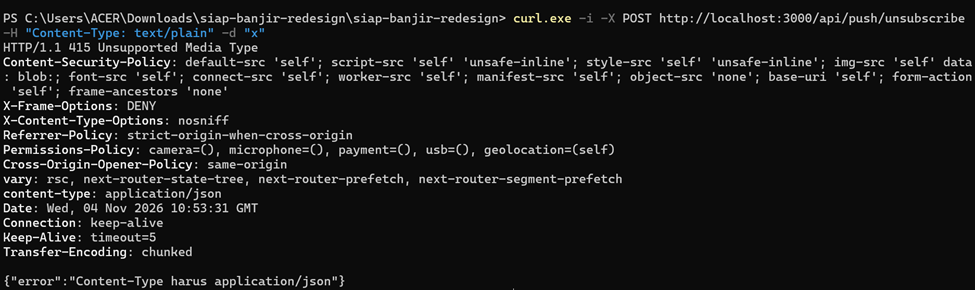 PS C:\Users\ACER\Downloads\siap-banjir-redesign\siap-banjir-redesign> curl.exe -i -X POST http://localhost:3000/api/push/unsubscribe
-H "Content-Type: text/plain" -d "x"
HTTP/1.1 415 Unsupported Media Type
Content-Security-Policy: default-src 'self'; script-src 'self' 'unsafe-inline'; style-src 'self' 'unsafe-inline'; img-src 'self' data
: blob:; font-src 'self'; connect-src 'self'; worker-src 'self'; manifest-src 'self'; object-src 'none'; base-uri 'self'; form-action
'self'; frame-ancestors 'none'
X-Frame-Options: DENY
X-Content-Type-Options: nosniff
Referrer-Policy: strict-origin-when-cross-origin
Permissions-Policy: camera=(), microphone=(), payment=(), usb=(), geolocation=(self)
Cross-Origin-Opener-Policy: same-origin
vary: rsc, next-router-state-tree, next-router-prefetch, next-router-segment-prefetch
content-type: application/json
Date: Wed, 04 Nov 2026 10:53:31 GMT
Connection: keep-alive
Keep-Alive: timeout=5
Transfer-Encoding: chunked
{"error":"Content-Type harus application/json"}